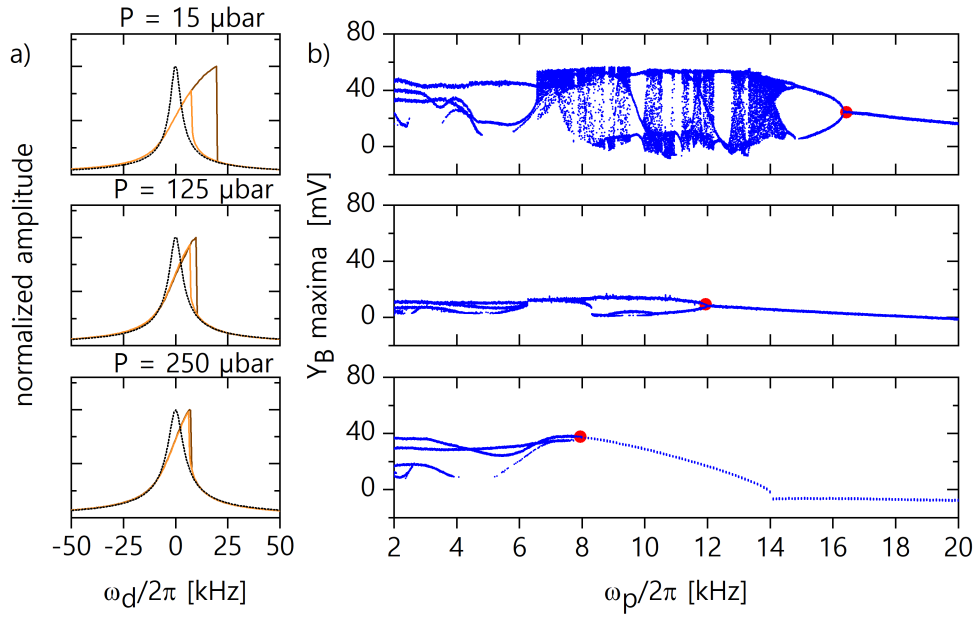 P = 15 μbar
a)
b)
80
40
0
P = 125 μbar
80
40
0
P = 250 μbar
80
40
0
normalized amplitude
Y_B maxima [mV]
-50 -25 0 25 50
2 4 6 8 10 12 14 16 18 20
ω_d/2π [kHz]
ω_p/2π [kHz]